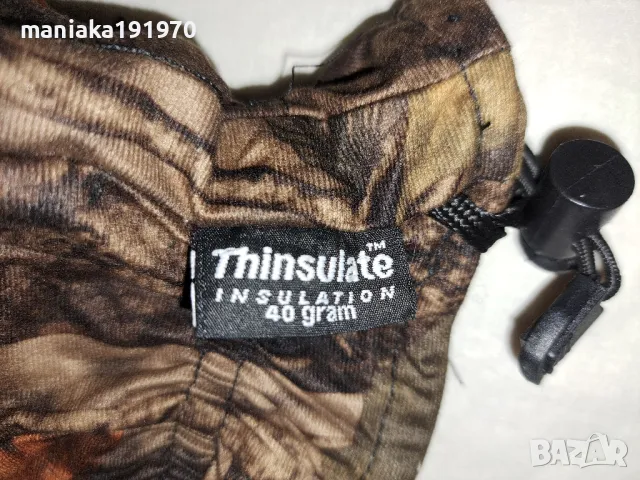 maniaka191970
Thinsulate™
INSULATION
40 gram
BAZAR